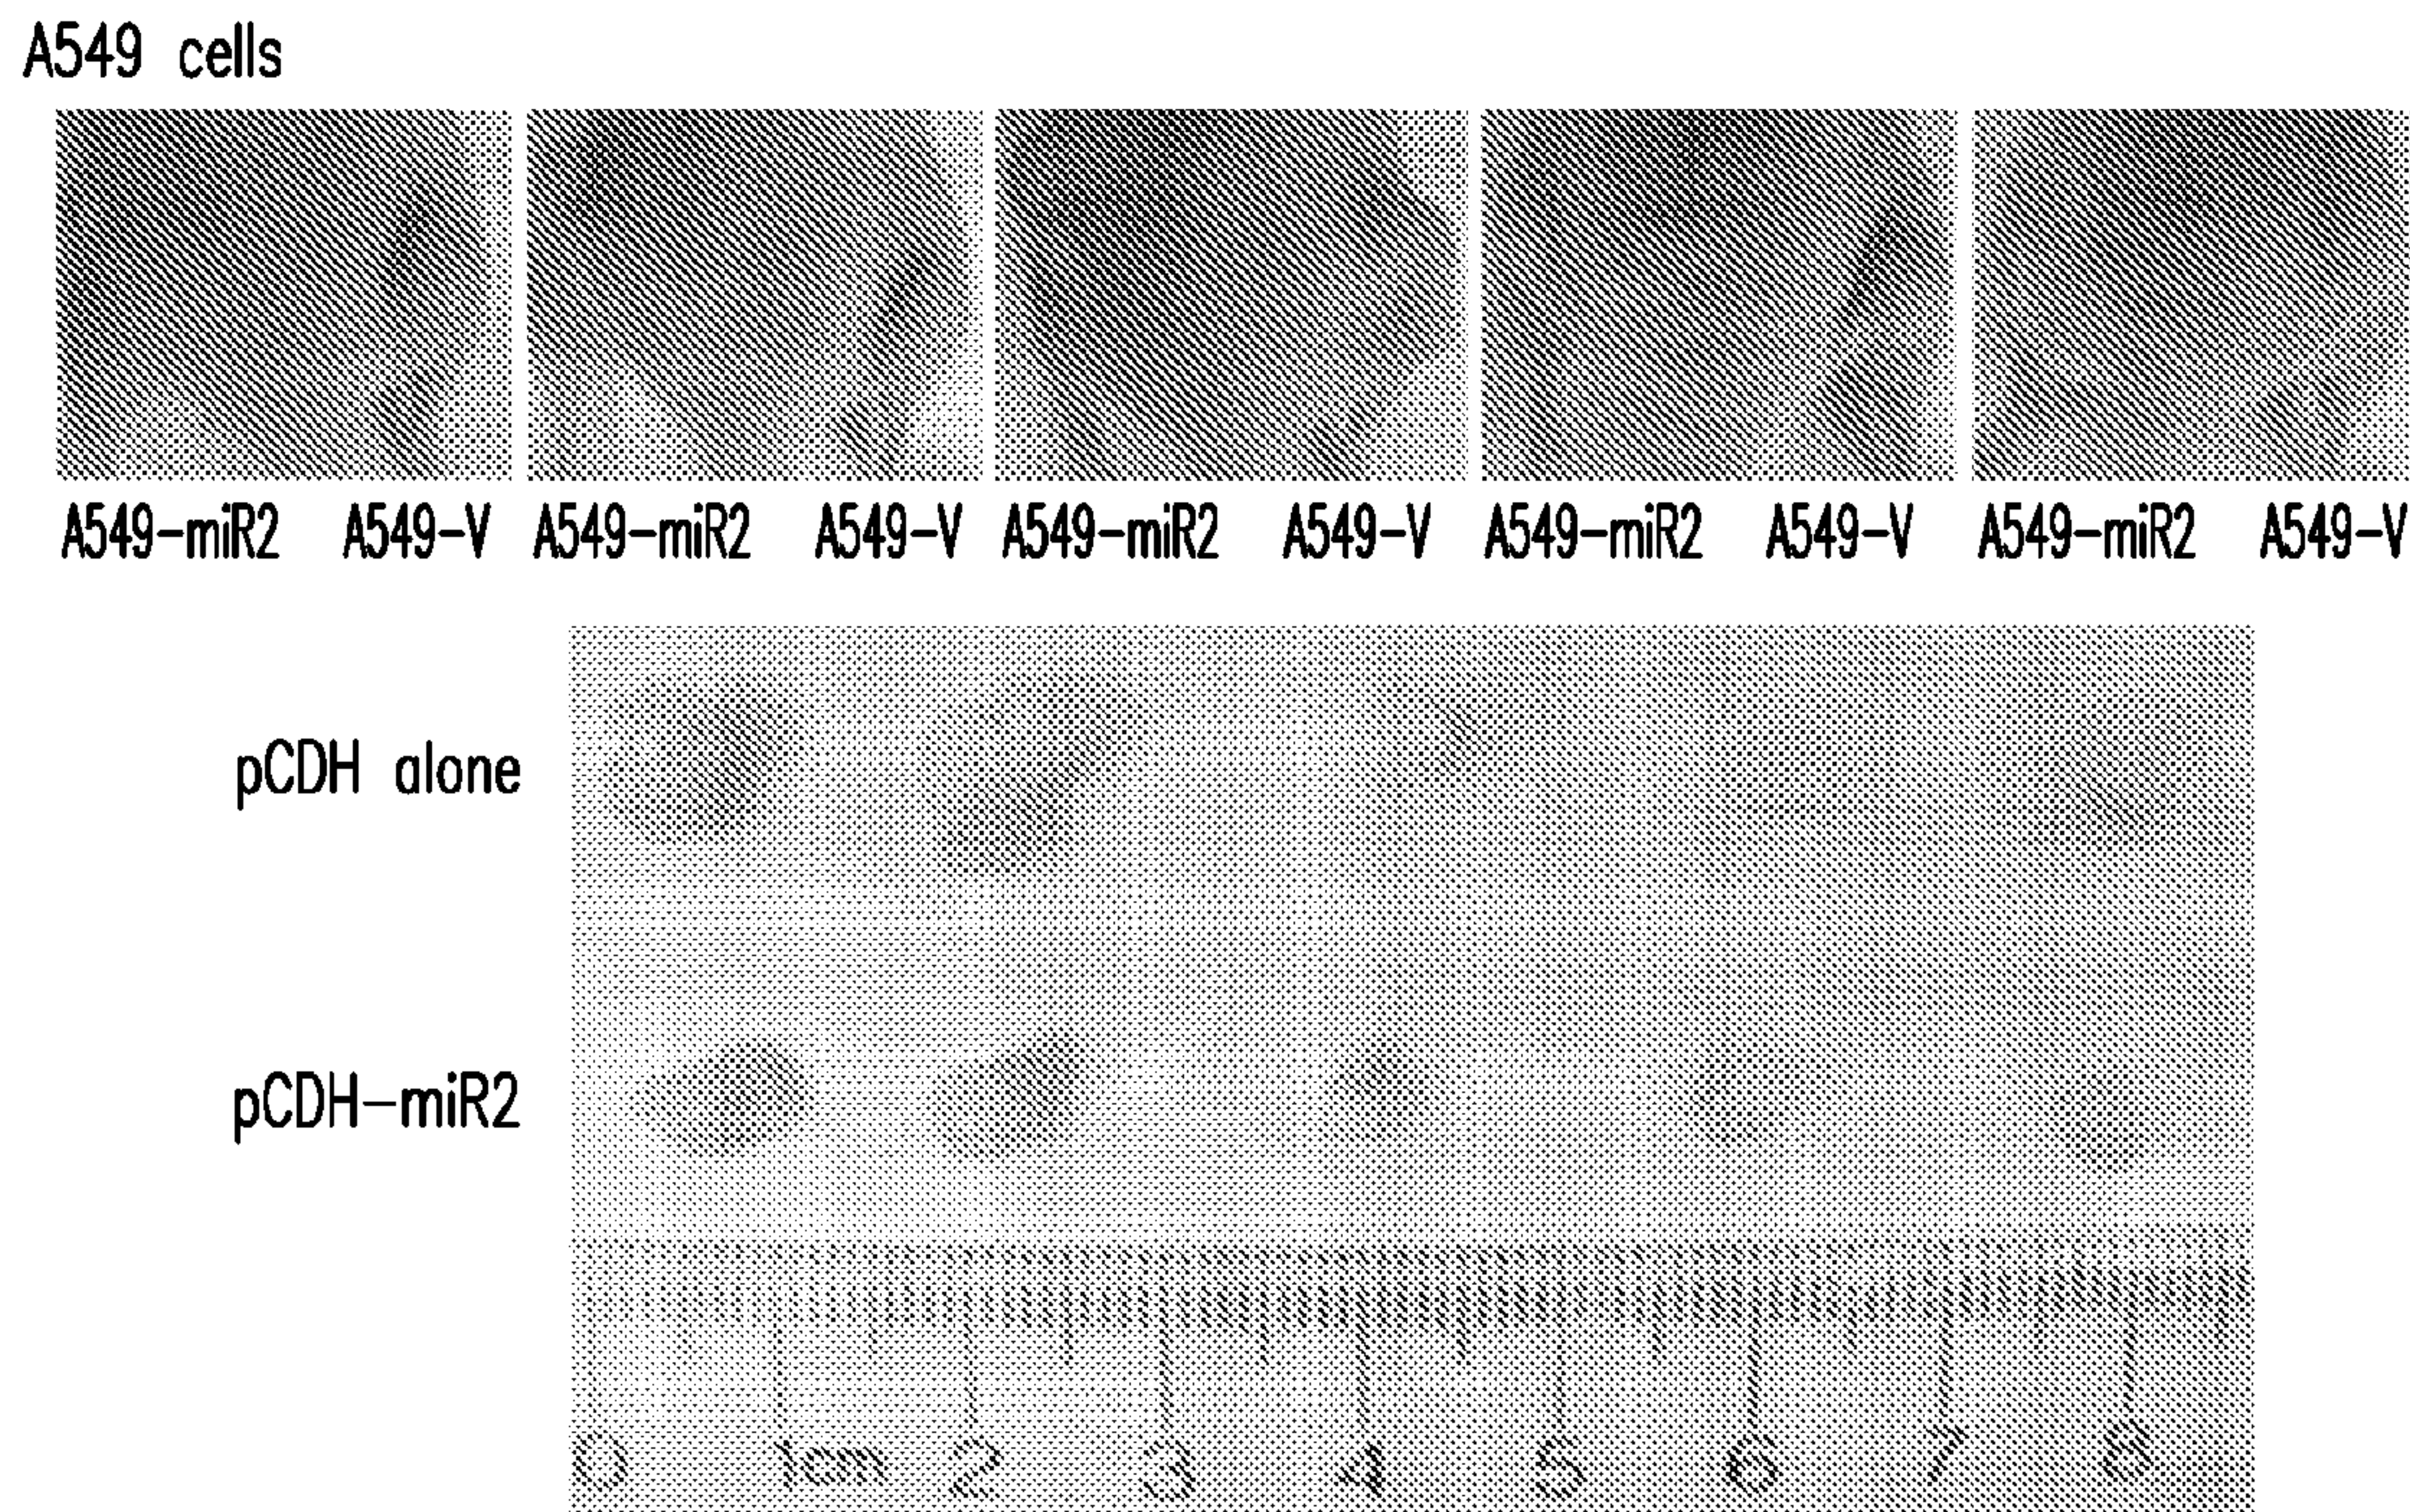 A549 cells
A549-miR2 A549-V A549-miR2 A549-V A549-miR2 A549-V A549-miR2 A549-V A549-miR2 A549-V
pCDH alone
pCDH-miR2
0 1cm 2 3 4 5 6 7 8